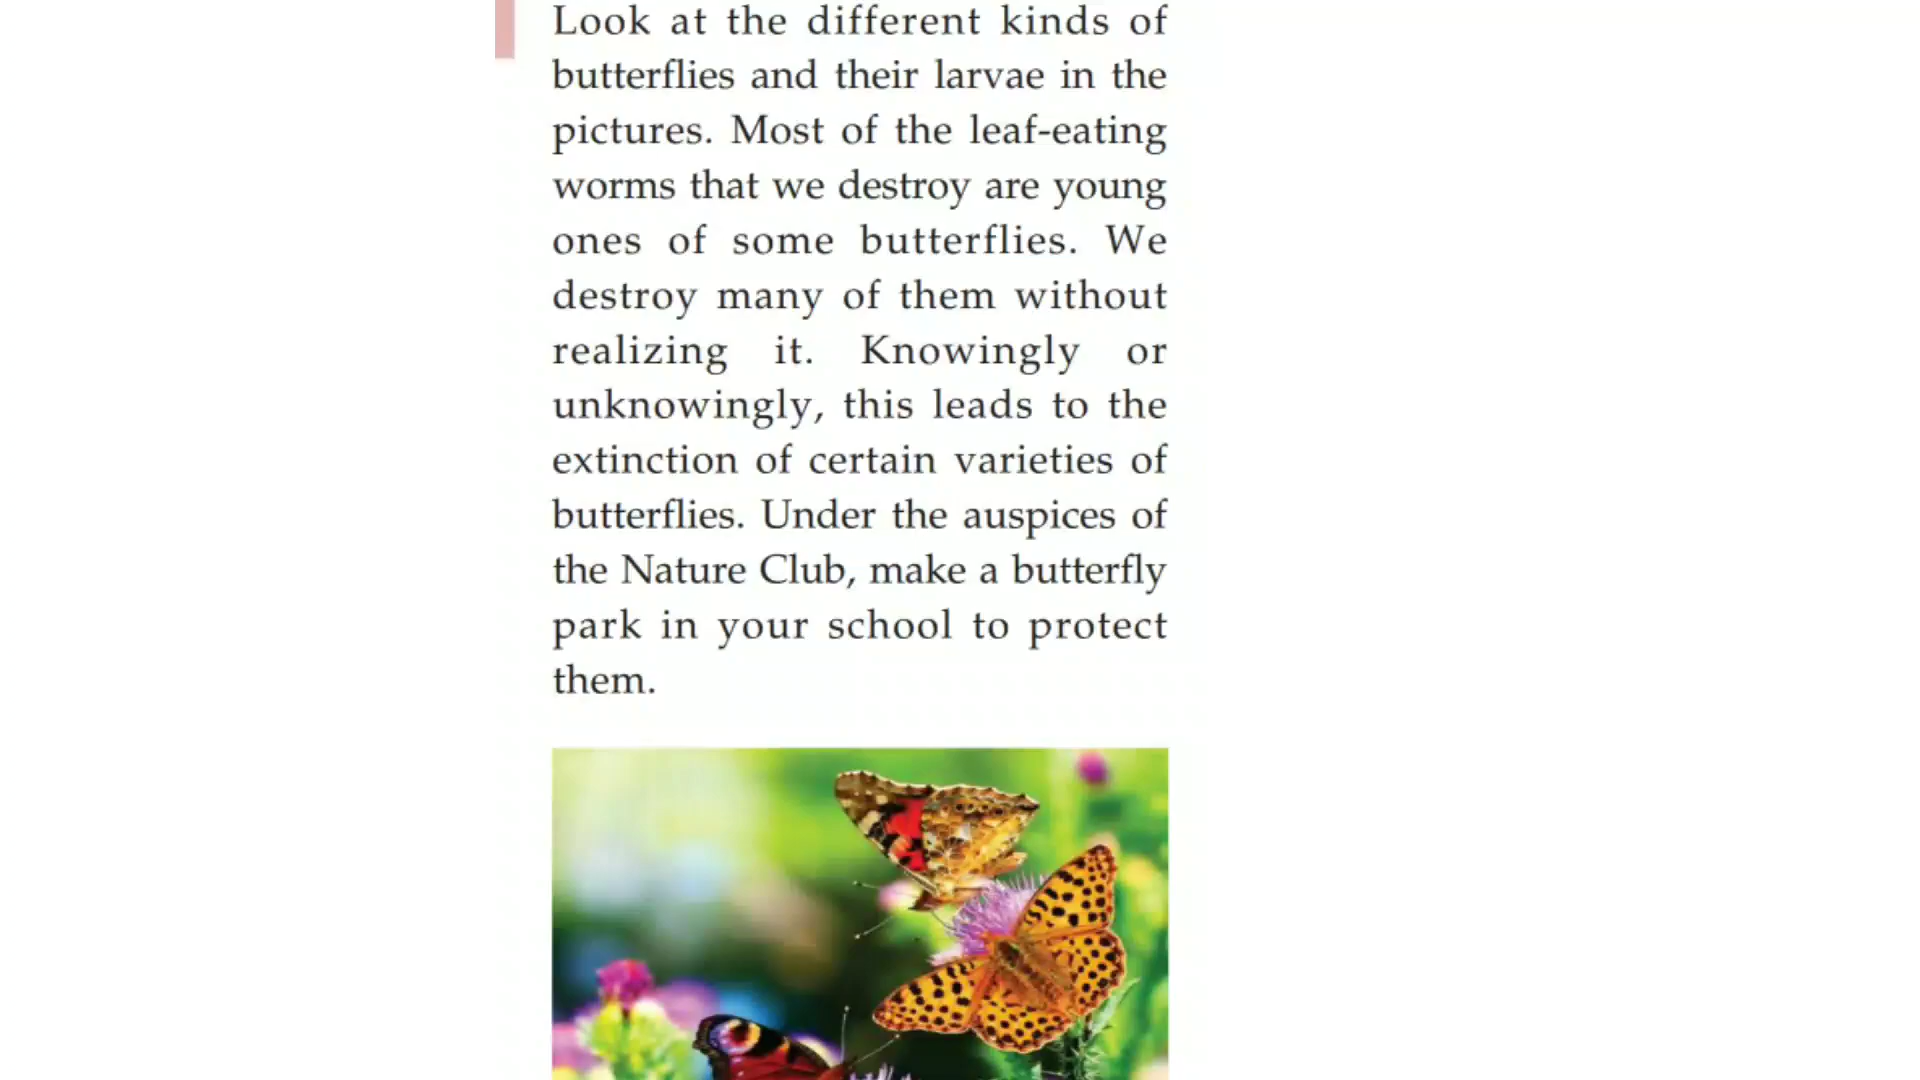 Look at the different kinds of
butterflies and their larvae in the
pictures. Most of the leaf-eating
worms that we destroy are young
ones of some butterflies. We
destroy many of them without
realizing it. Knowingly or
unknowingly, this leads to the
extinction of certain varieties of
butterflies. Under the auspices of
the Nature Club, make a butterfly
park in your school to protect
them.